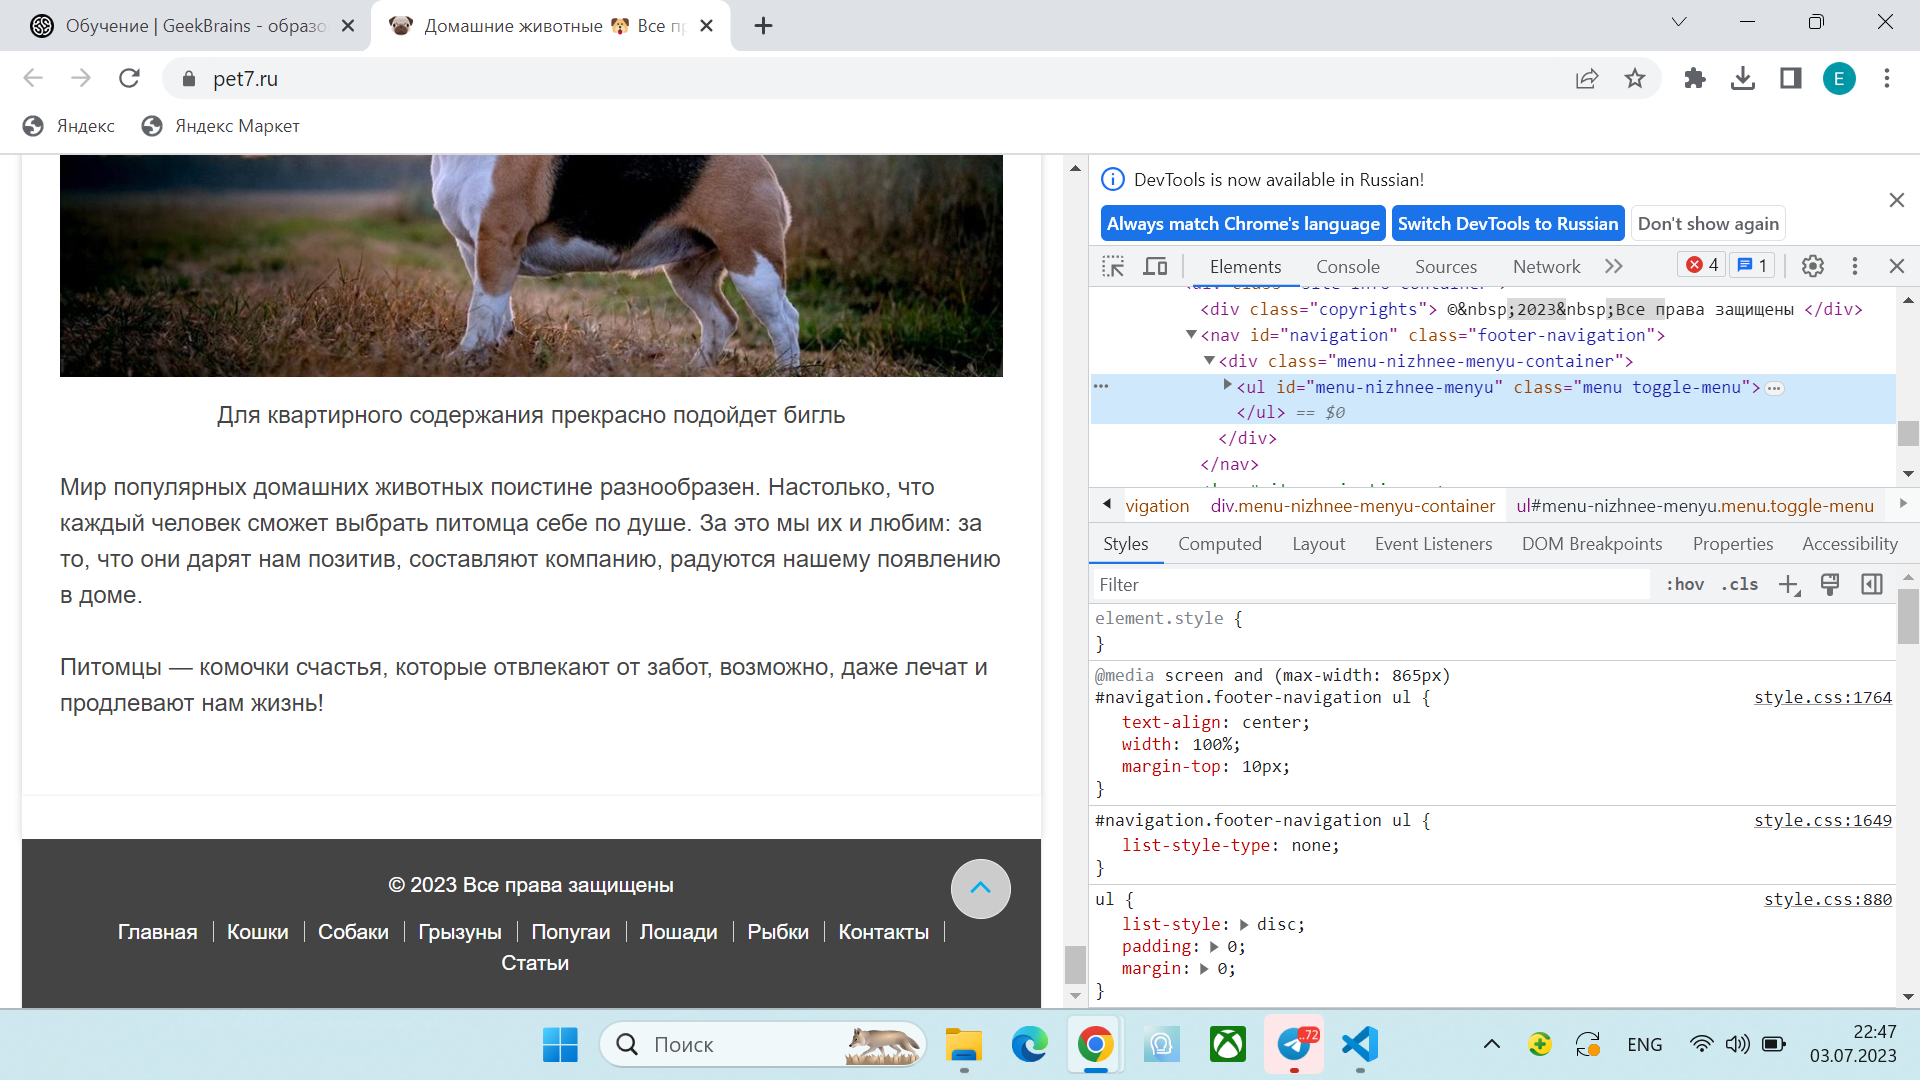 Обучение | GeekBrains - образо
Домашние животные 🐶 Все пр
pet7.ru
E
Яндекс
Яндекс Маркет
Для квартирного содержания прекрасно подойдет бигль
Мир популярных домашних животных поистине разнообразен. Настолько, что
каждый человек сможет выбрать питомца себе по душе. За это мы их и любим: за
то, что они дарят нам позитив, составляют компанию, радуются нашему появлению
в доме.
Питомцы — комочки счастья, которые отвлекают от забот, возможно, даже лечат и
продлевают нам жизнь!
© 2023 Все права защищены
Главная
Кошки
Собаки
Грызуны
Попугаи
Лошади
Рыбки
Контакты
Статьи
DevTools is now available in Russian!
Always match Chrome's language
Switch DevTools to Russian
Don't show again
Elements
Console
Sources
Network
4
1
<div class="copyrights"> ©&nbsp;2023&nbsp;Все права защищены </div>
<nav id="navigation" class="footer-navigation">
<div class="menu-nizhnee-menyu-container">
<ul id="menu-nizhnee-menyu" class="menu toggle-menu">
</ul> == $0
</div>
</nav>
vigation
div.menu-nizhnee-menyu-container
ul#menu-nizhnee-menyu.menu.toggle-menu
Styles
Computed
Layout
Event Listeners
DOM Breakpoints
Properties
Accessibility
Filter
:hov
.cls
element.style {
}
@media screen and (max-width: 865px)
#navigation.footer-navigation ul {
style.css:1764
text-align: center;
width: 100%;
margin-top: 10px;
}
#navigation.footer-navigation ul {
style.css:1649
list-style-type: none;
}
ul {
style.css:880
list-style: disc;
padding: 0;
margin: 0;
}
Поиск
..72
ENG
22:47
03.07.2023